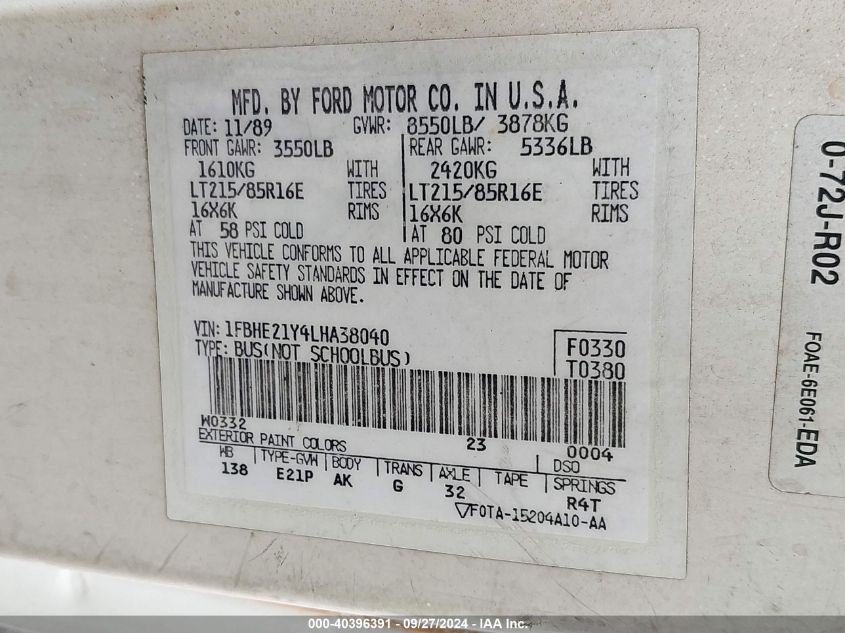 MFD. BY FORD MOTOR CO. IN U.S.A.
DATE: 11/89 GVWR: 8550LB/ 3878KG
FRONT GAWR: 3550LB REAR GAWR: 5336LB
1610KG WITH 2420KG WITH
LT215/85R16E TIRES LT215/85R16E TIRES
16X6K RIMS 16X6K RIMS
AT 58 PSI COLD AT 80 PSI COLD
THIS VEHICLE CONFORMS TO ALL APPLICABLE FEDERAL MOTOR
VEHICLE SAFETY STANDARDS IN EFFECT ON THE DATE OF
MANUFACTURE SHOWN ABOVE.
VIN: 1FBHE21Y4LHA38040 F0330
TYPE: BUS(NOT SCHOOLBUS) T0380
W0332 23 0004
EXTERIOR PAINT COLORS DSO
WB TYPE-GVW BODY TRANS AXLE TAPE SPRINGS
138 E21P AK G 32 R4T
F0TA-15204A10-AA
0-72J-R02
FOAE-6E061-EDA
000-40396391 - 09/27/2024 - IAA Inc.